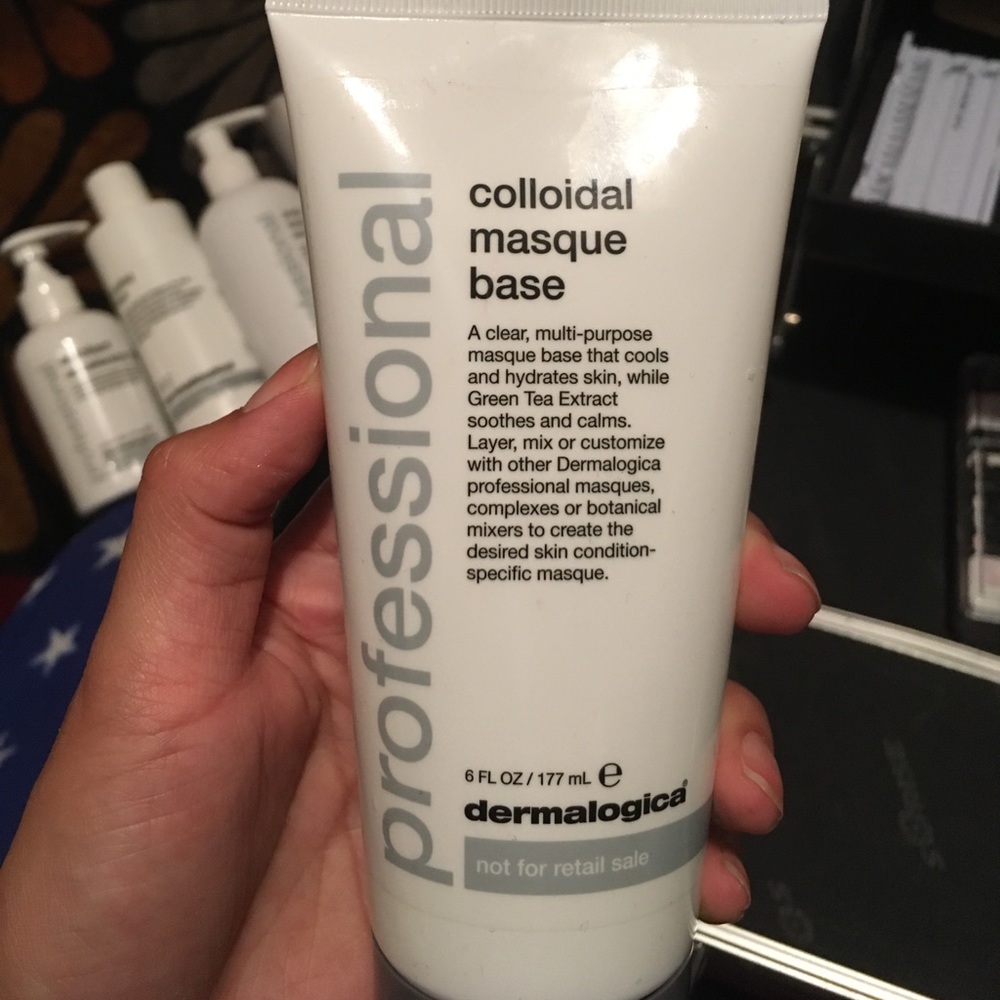 professional
colloidal
masque
base
A clear, multi-purpose
masque base that cools
and hydrates skin, while
Green Tea Extract
soothes and calms.
Layer, mix or customize
with other Dermalogica
professional masques,
complexes or botanical
mixers to create the
desired skin condition-
specific masque.
6 FL OZ / 177 mL ℮
dermalogica®
not for retail sale